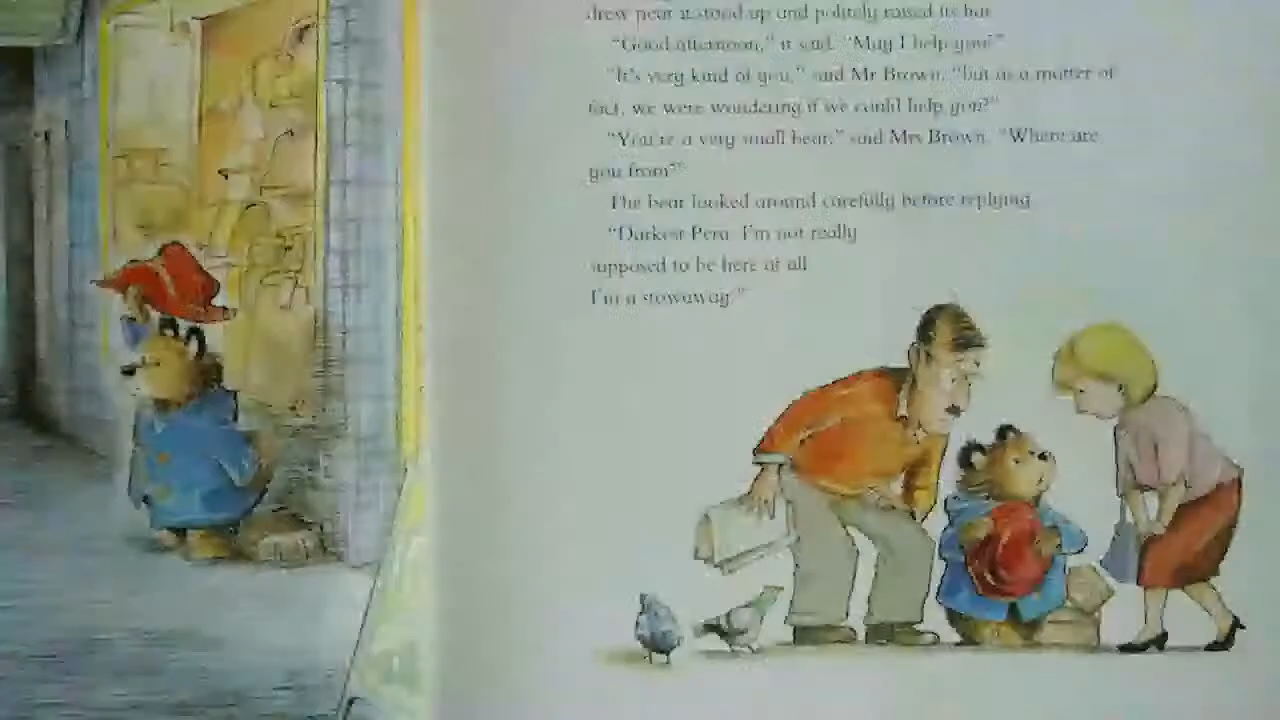 drew near it stood up and politely raised its hat.
"Good afternoon," it said. "May I help you?"
"It's very kind of you," said Mr Brown, "but as a matter of
fact, we were wondering if we could help you?"
"You're a very small bear," said Mrs Brown. "Where are
you from?"
The bear looked around carefully before replying.
"Darkest Peru. I'm not really
supposed to be here at all.
I'm a stowaway."